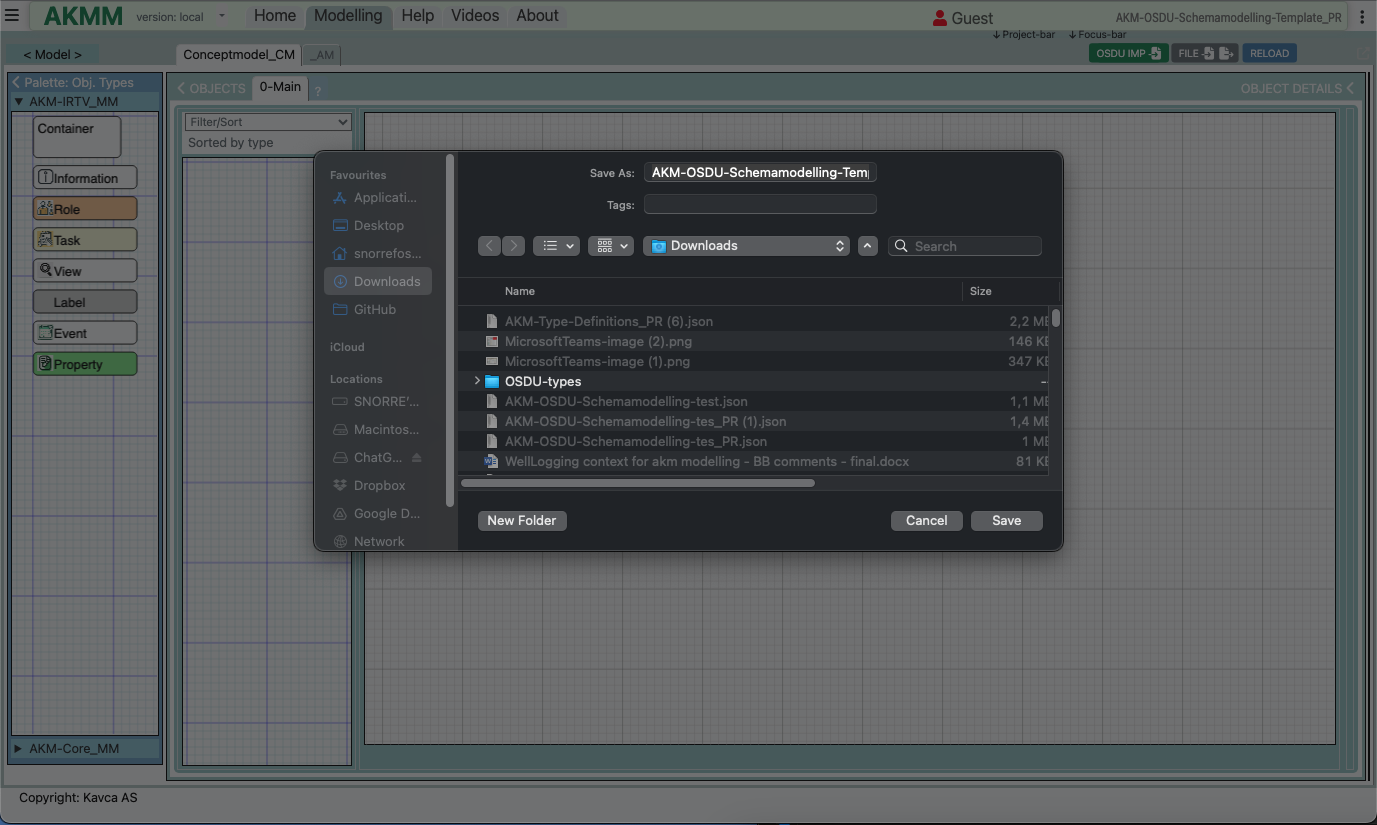 AKMM version: local Home Modelling Help Videos About Guest AKM-OSDU-Schemamodelling-Template_PR
↓ Project-bar ↓ Focus-bar
< Model > Conceptmodel_CM _AM OSDU IMP FILE RELOAD
Palette: Obj. Types
OBJECTS 0-Main ? OBJECT DETAILS
AKM-IRTV_MM
Container
Information
Role
Task
View
Label
Event
Property
AKM-Core_MM
Filter/Sort
Sorted by type
Favourites
Applicati...
Desktop
snorrefos...
Downloads
GitHub
iCloud
Locations
SNORRE'...
Macintos...
ChatG...
Dropbox
Google D...
Network
Save As: AKM-OSDU-Schemamodelling-Tem
Tags:
Downloads Search
Name Size
AKM-Type-Definitions_PR (6).json 2,2 MB
MicrosoftTeams-image (2).png 146 KB
MicrosoftTeams-image (1).png 347 KB
OSDU-types --
AKM-OSDU-Schemamodelling-test.json 1,1 MB
AKM-OSDU-Schemamodelling-tes_PR (1).json 1,4 MB
AKM-OSDU-Schemamodelling-tes_PR.json 1 MB
WellLogging context for akm modelling - BB comments - final.docx 81 KB
New Folder Cancel Save
Copyright: Kavca AS